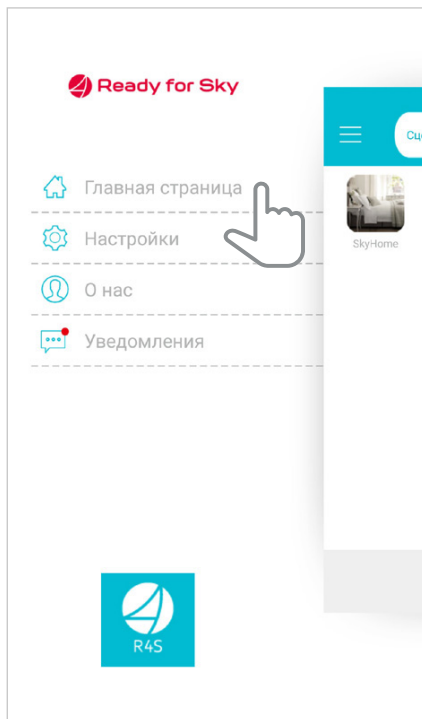 Ready for Sky
Главная страница
Настройки
О нас
Уведомления
SkyHome
R4S